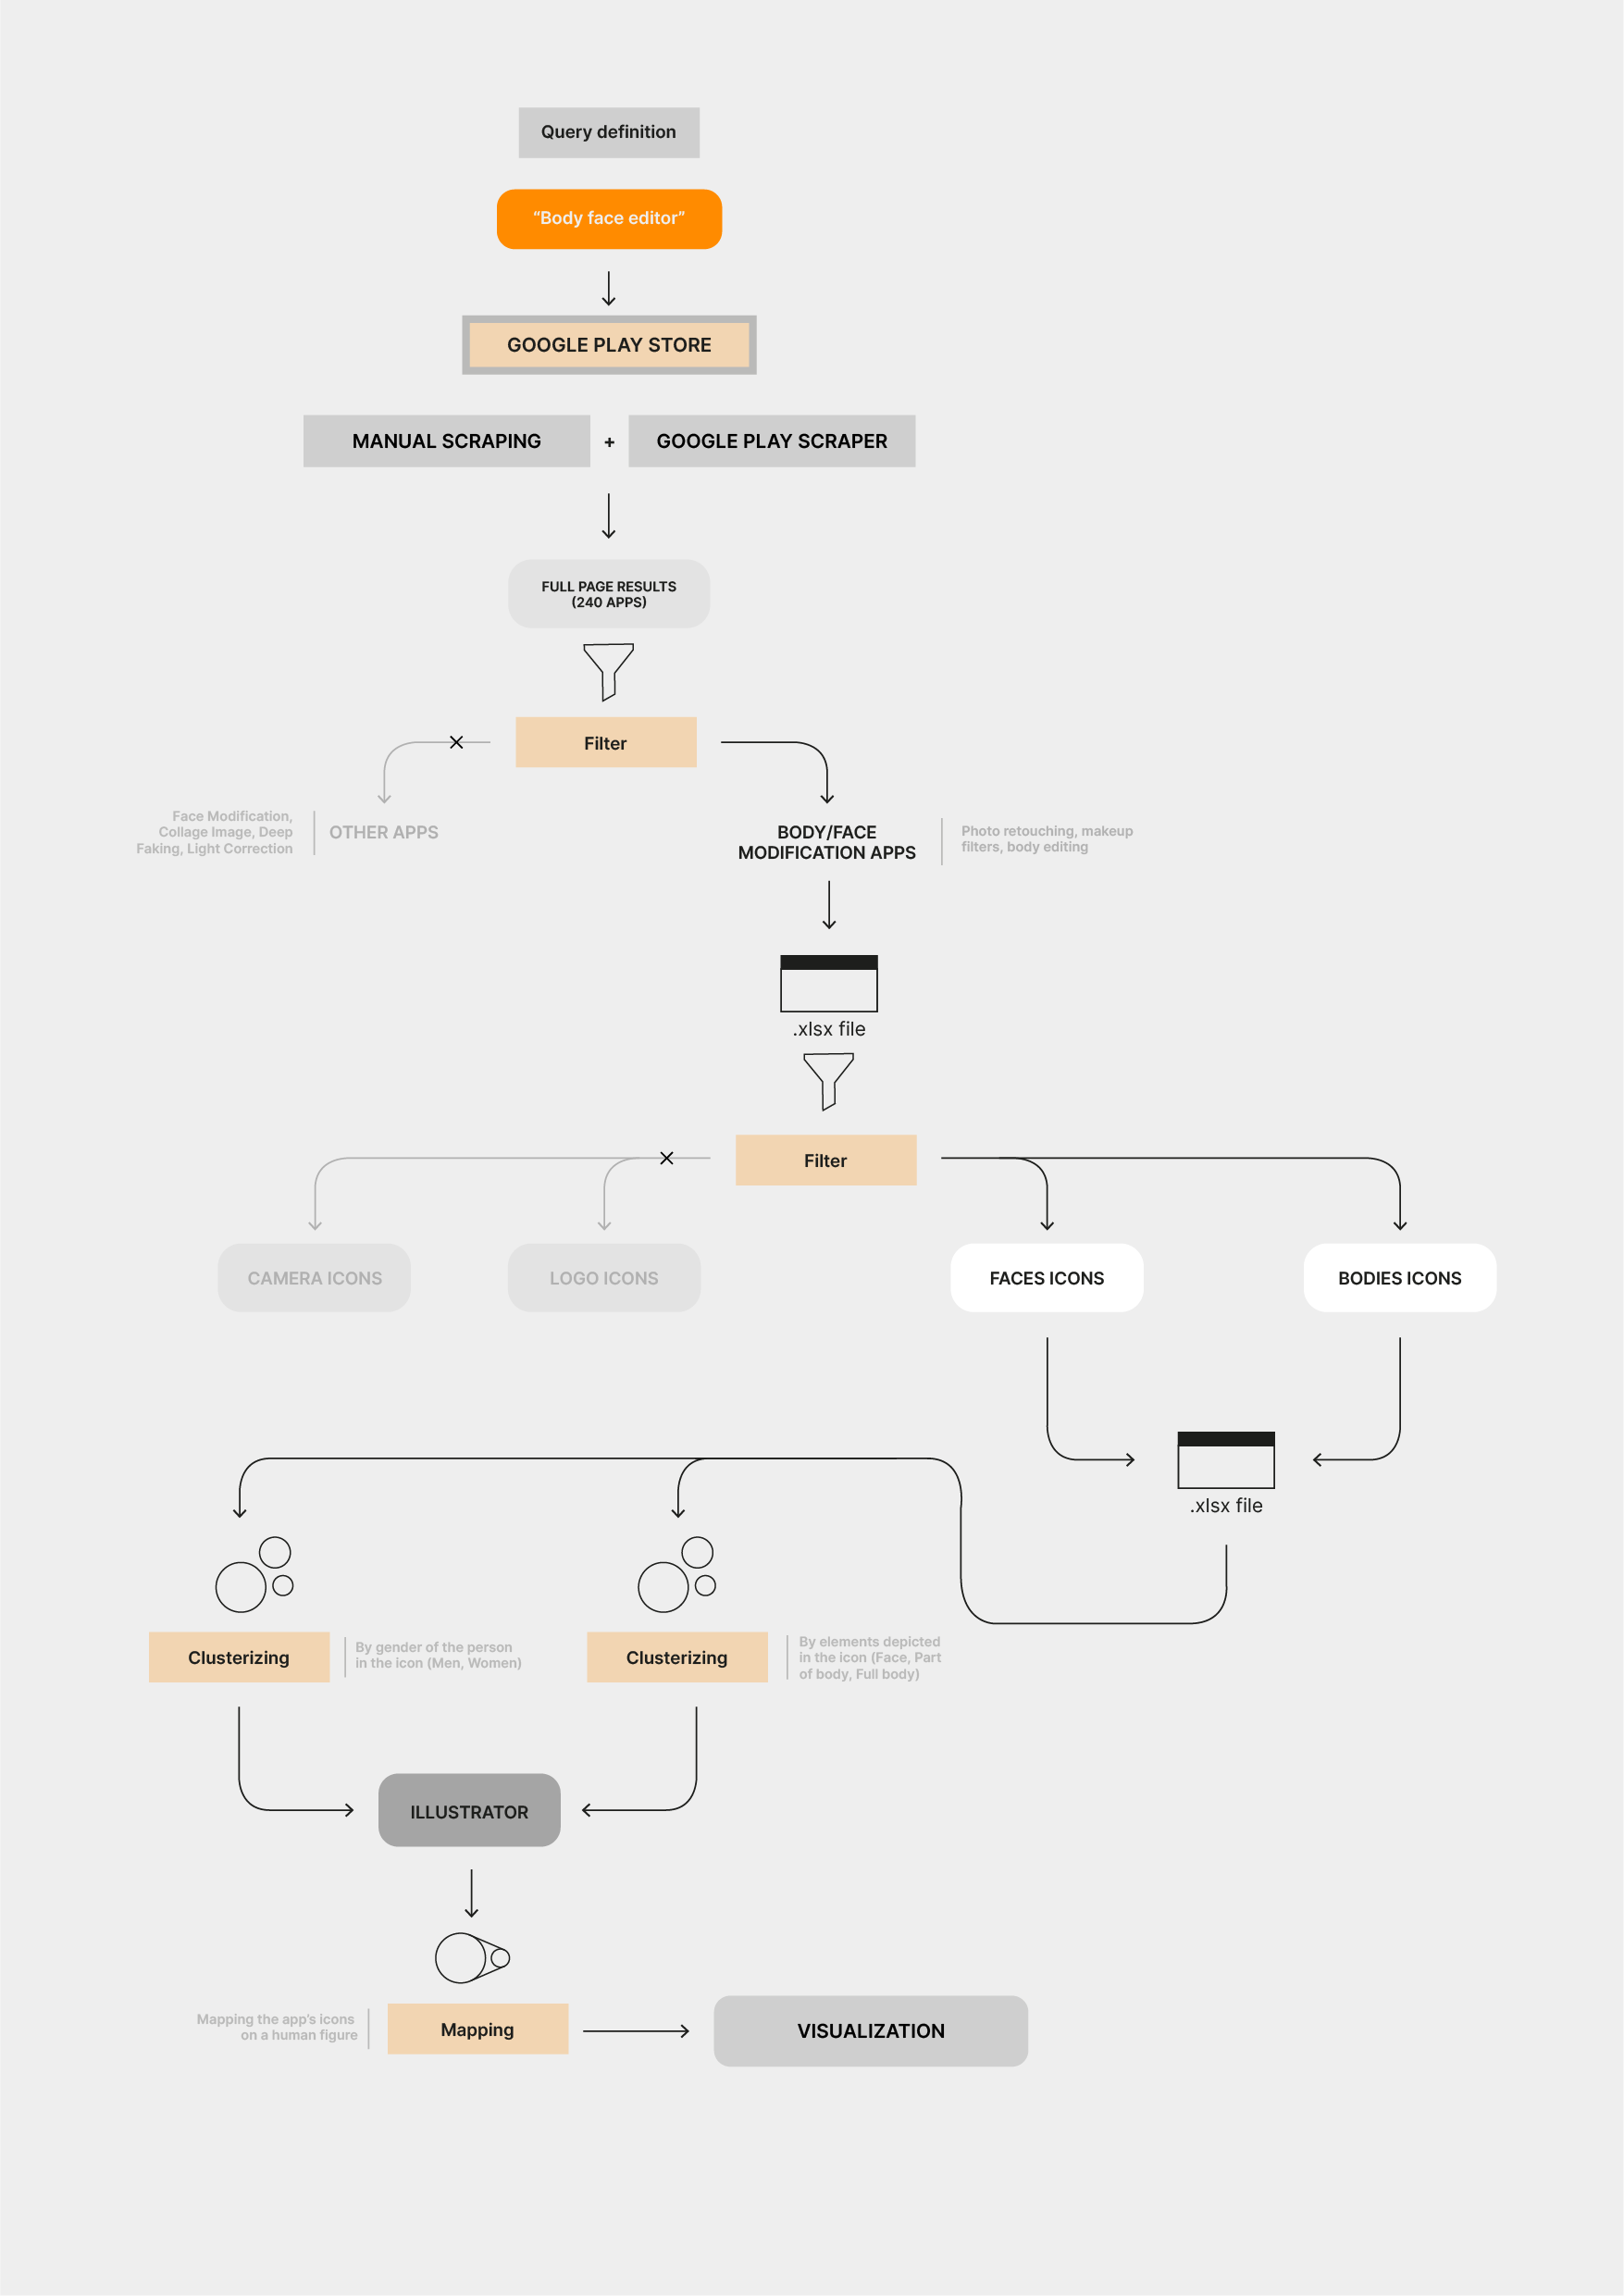 Query definition
“Body face editor”
GOOGLE PLAY STORE
MANUAL SCRAPING + GOOGLE PLAY SCRAPER
FULL PAGE RESULTS
(240 APPS)
Filter
Face Modification,
Collage Image, Deep
Faking, Light Correction
OTHER APPS
BODY/FACE
MODIFICATION APPS
Photo retouching, makeup
filters, body editing
.xlsx file
Filter
CAMERA ICONS
LOGO ICONS
FACES ICONS
BODIES ICONS
.xlsx file
Clusterizing
By gender of the person
in the icon (Men, Women)
Clusterizing
By elements depicted
in the icon (Face, Part
of body, Full body)
ILLUSTRATOR
Mapping the app's icons
on a human figure
Mapping
VISUALIZATION